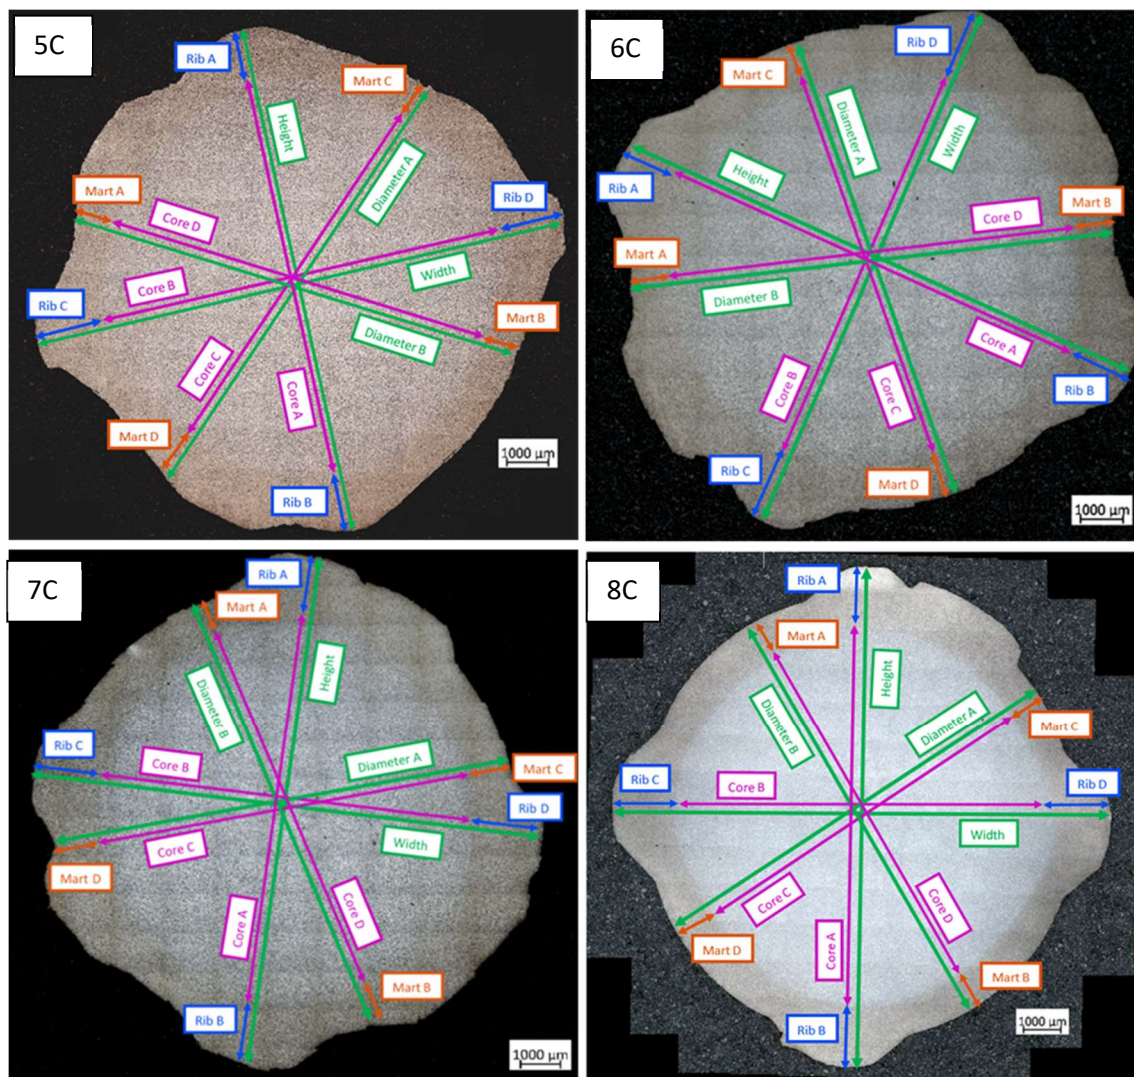 5C
Rib A
Mart C
Height
Diameter A
Mart A
Rib D
Core D
Width
Core B
Rib C
Mart B
Diameter B
Core C
Core A
Mart D
1000 µm
Rib B
6C
Rib D
Mart C
Diameter A
Width
Height
Rib A
Mart B
Core D
Mart A
Diameter B
Core A
Rib B
Core B
Core C
Rib C
Mart D
1000 µm
7C
Rib A
Mart A
Height
Diameter B
Rib C
Core B
Diameter A
Mart C
Rib D
Core C
Width
Mart D
Core A
Core D
Mart B
Rib B
1000 µm
8C
Rib A
Mart A
Height
Diameter B
Diameter A
Mart C
Rib C
Core B
Rib D
Width
Core C
Core D
Mart D
Core A
Mart B
Rib B
1000 µm